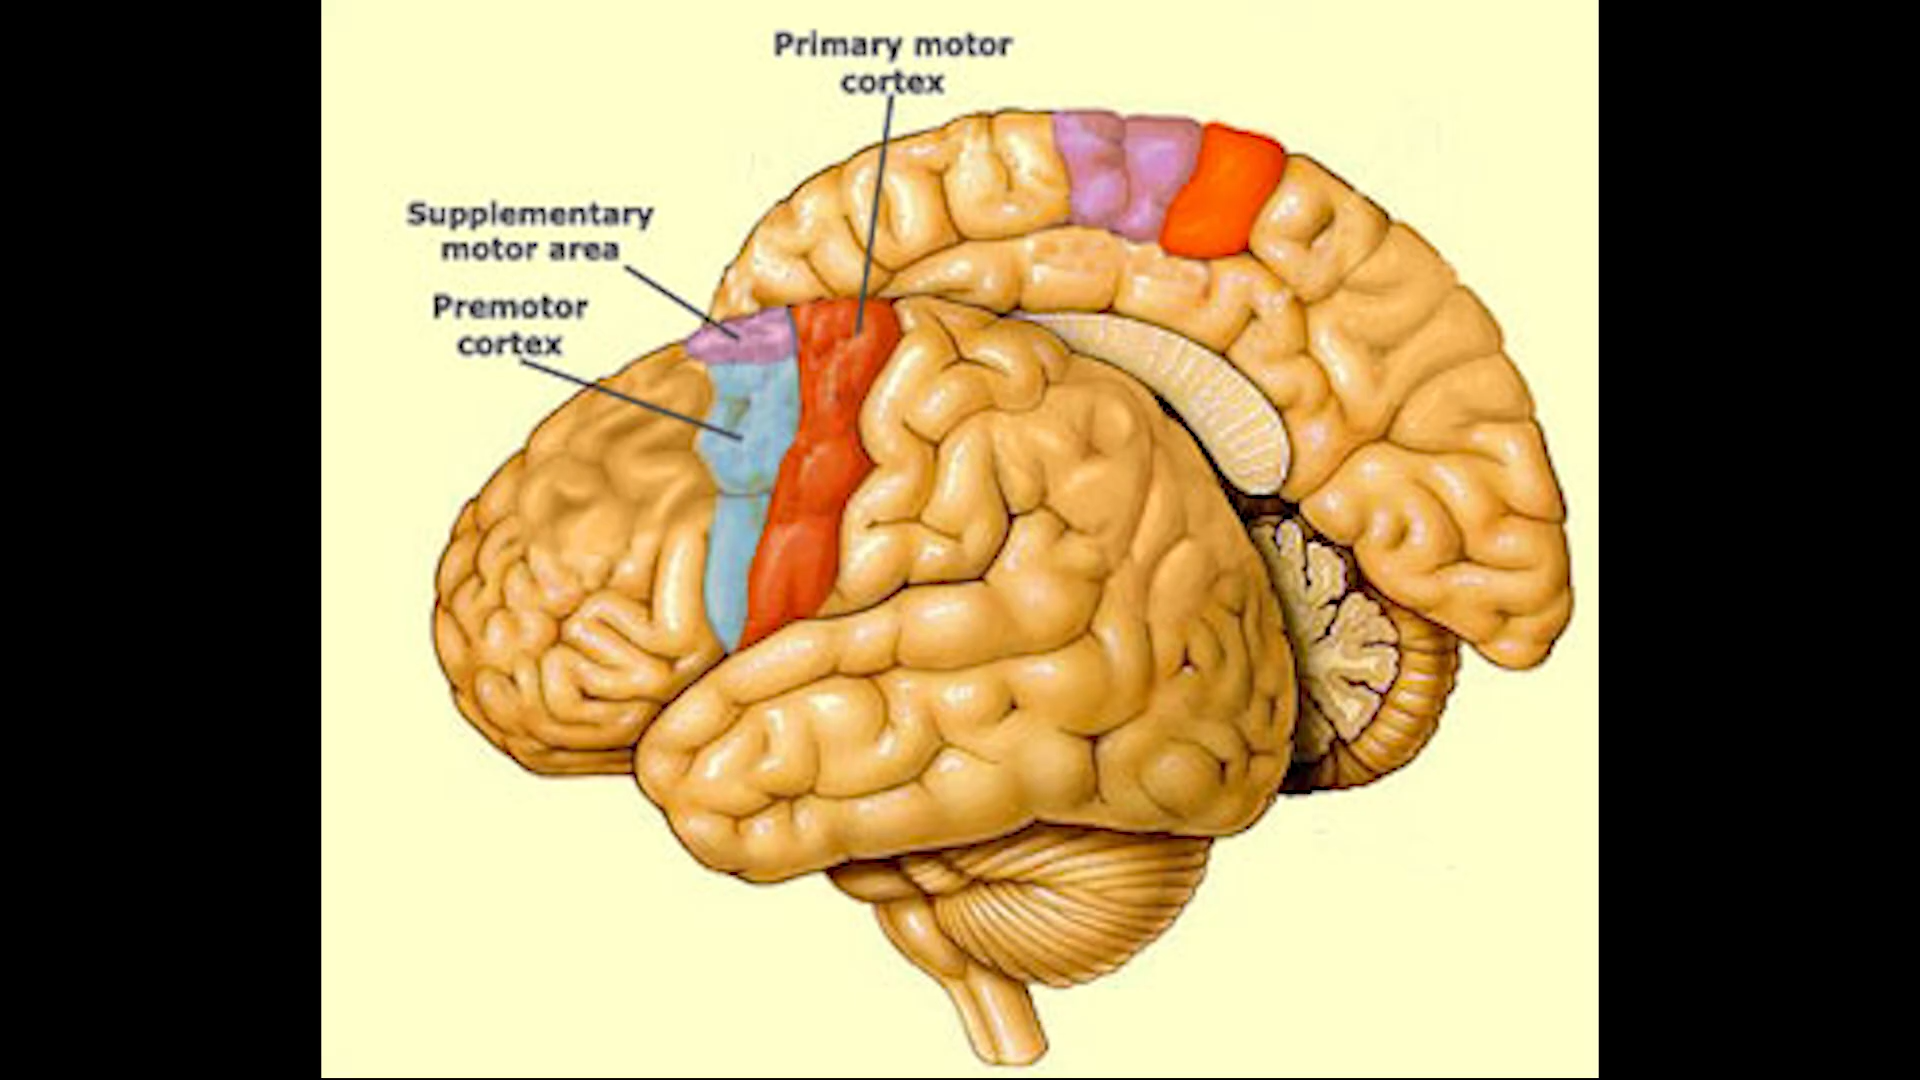 Primary motor
cortex
Supplementary
motor area
Premotor
cortex